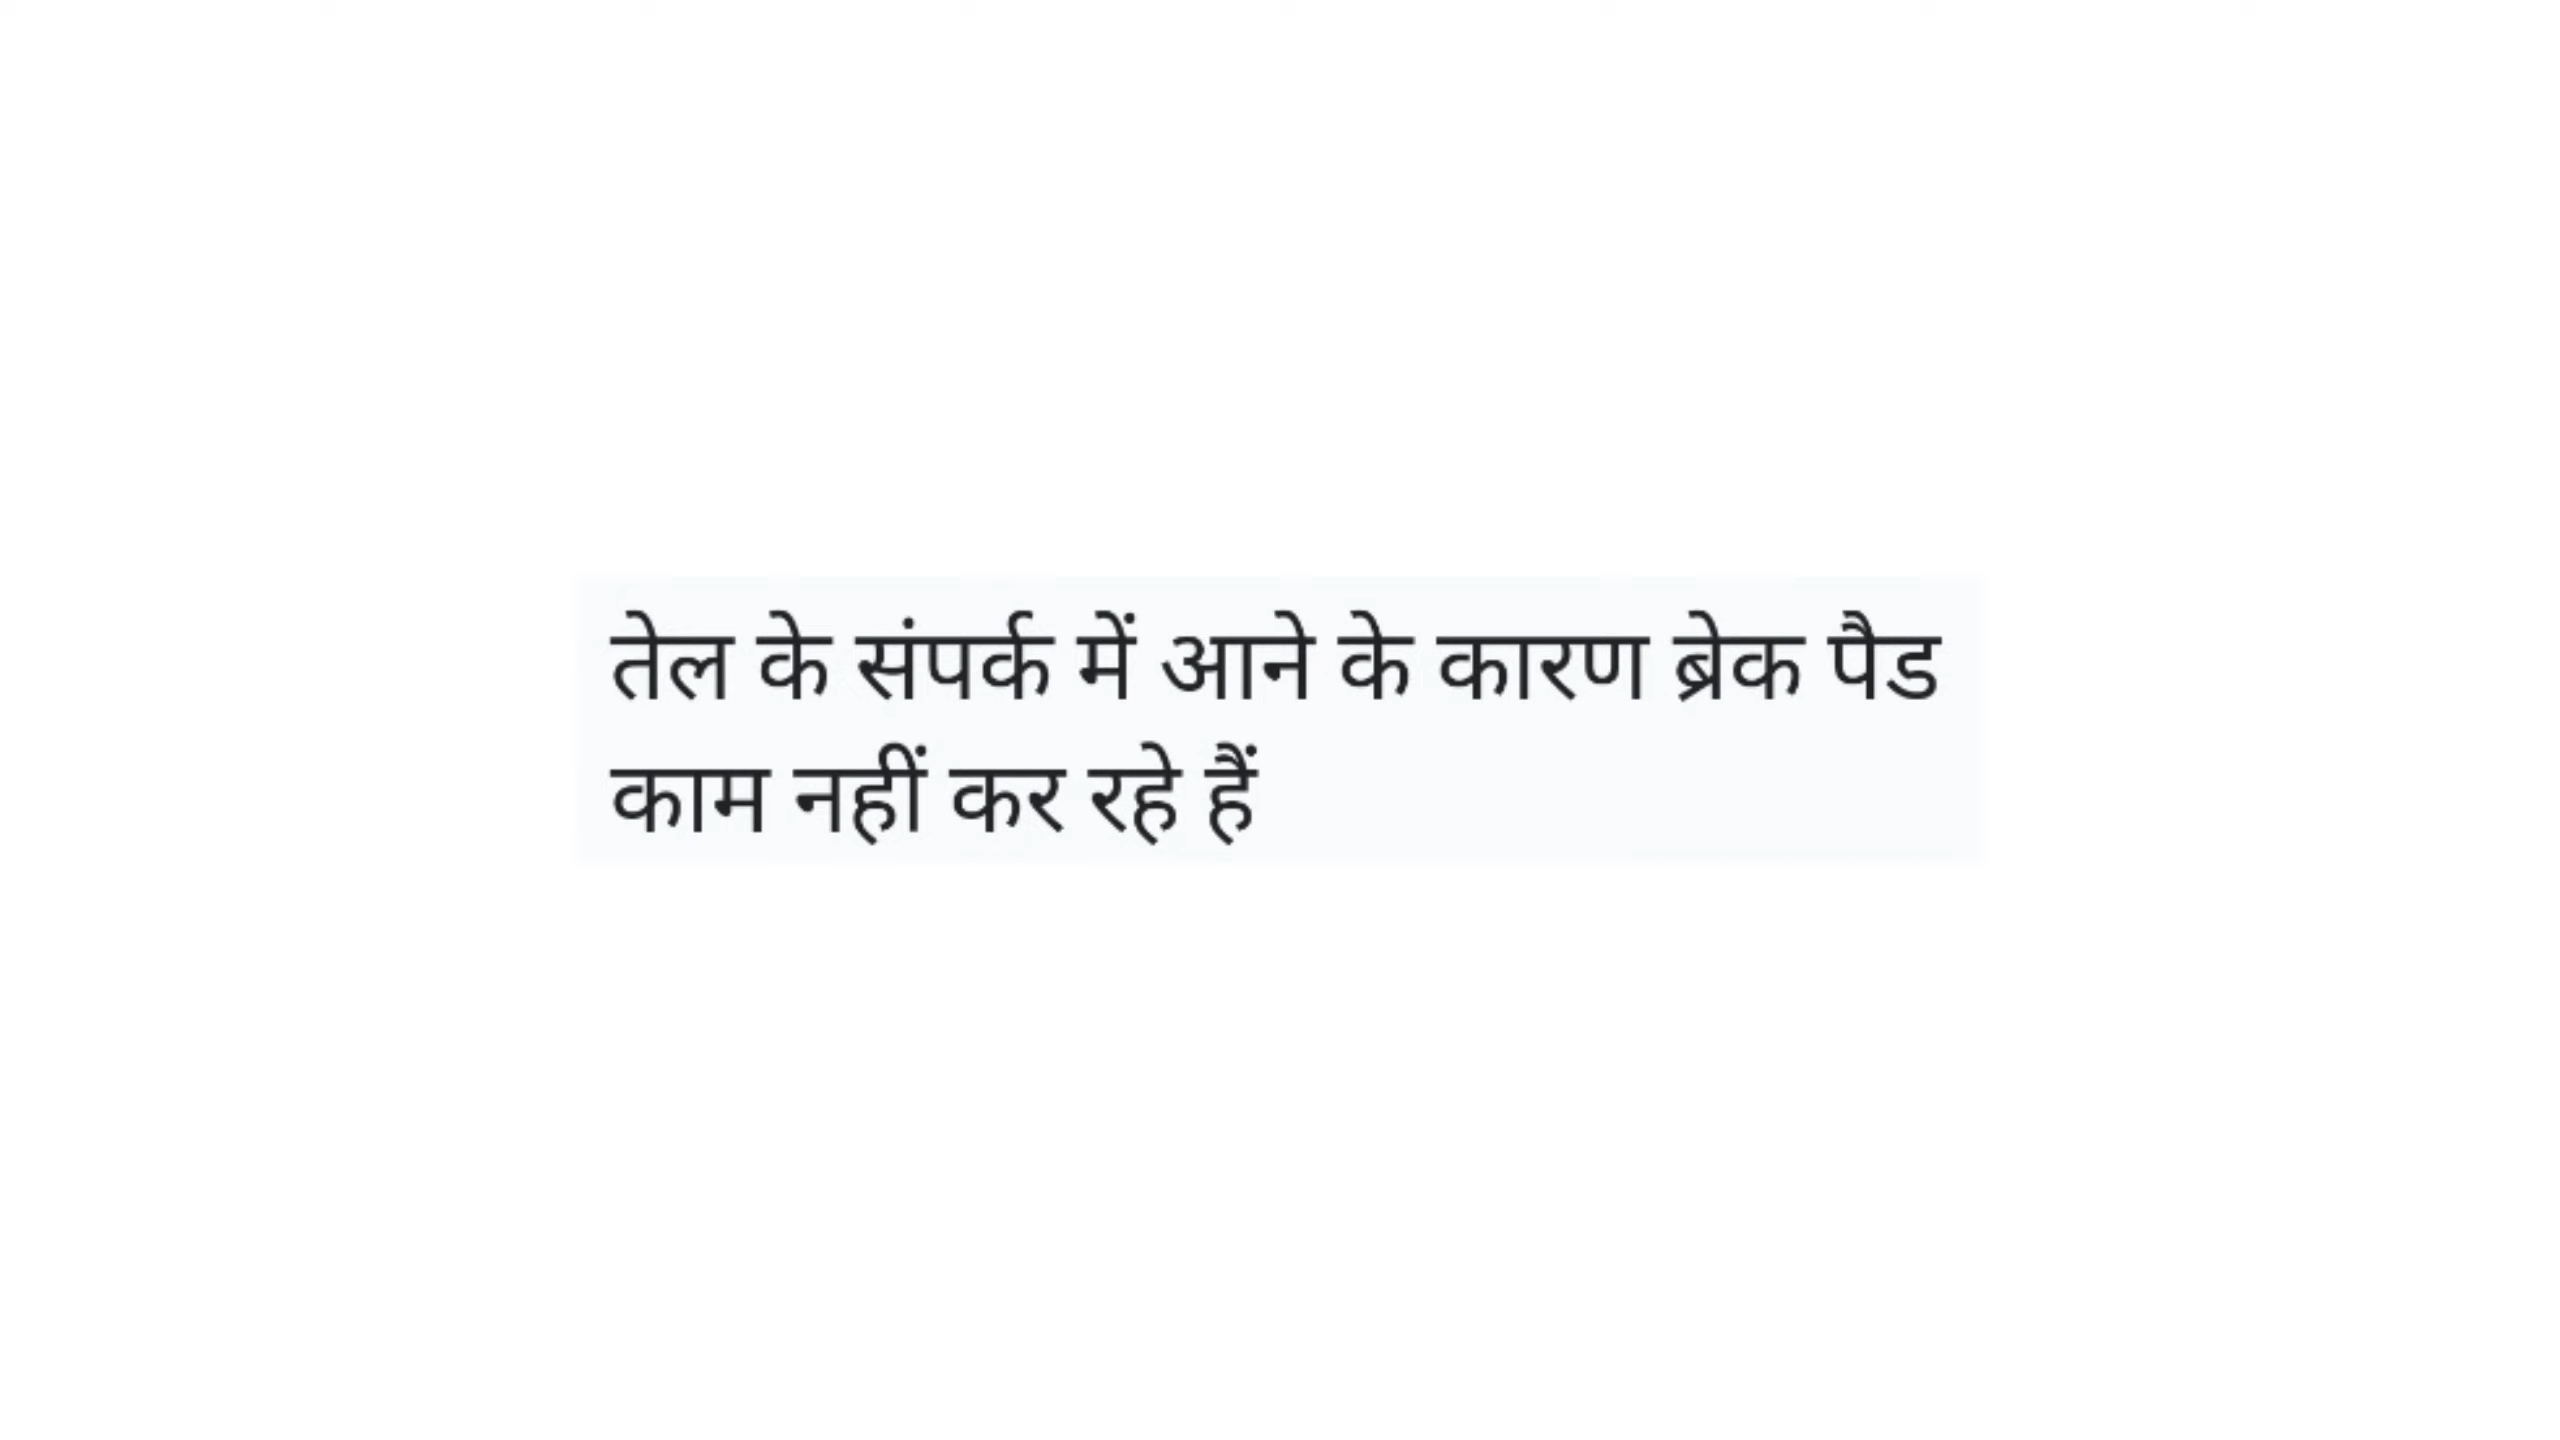 तेल के संपर्क में आने के कारण ब्रेक पैड
काम नहीं कर रहे हैं